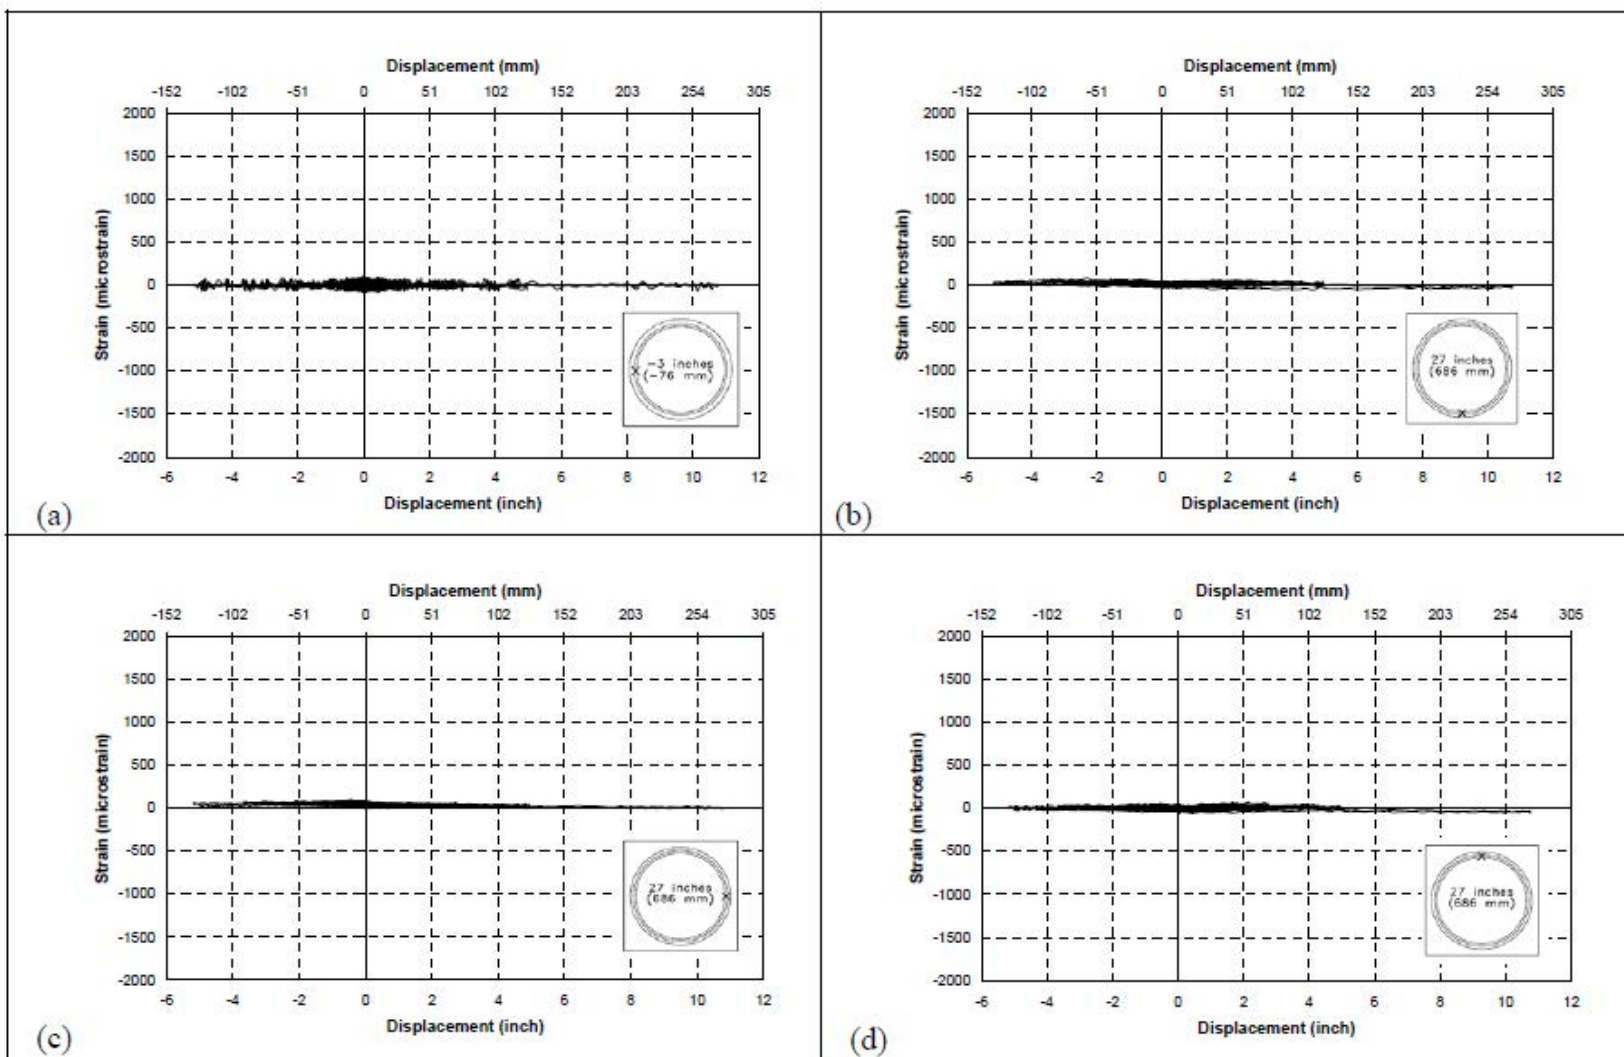 Displacement (mm)
-152 -102 -51 0 51 102 152 203 254 305
2000
1500
1000
500
0
-500
-1000
-1500
-2000
Strain (microstrain)
-3 inches
(-76 mm)
X
-6 -4 -2 0 2 4 6 8 10 12
Displacement (inch)
(a)
Displacement (mm)
-152 -102 -51 0 51 102 152 203 254 305
2000
1500
1000
500
0
-500
-1000
-1500
-2000
Strain (microstrain)
27 inches
(686 mm)
X
-6 -4 -2 0 2 4 6 8 10 12
Displacement (inch)
(b)
Displacement (mm)
-152 -102 -51 0 51 102 152 203 254 305
2000
1500
1000
500
0
-500
-1000
-1500
-2000
Strain (microstrain)
27 inches
(686 mm)
X
-6 -4 -2 0 2 4 6 8 10 12
Displacement (inch)
(c)
Displacement (mm)
-152 -102 -51 0 51 102 152 203 254 305
2000
1500
1000
500
0
-500
-1000
-1500
-2000
Strain (microstrain)
X
27 inches
(686 mm)
-6 -4 -2 0 2 4 6 8 10 12
Displacement (inch)
(d)